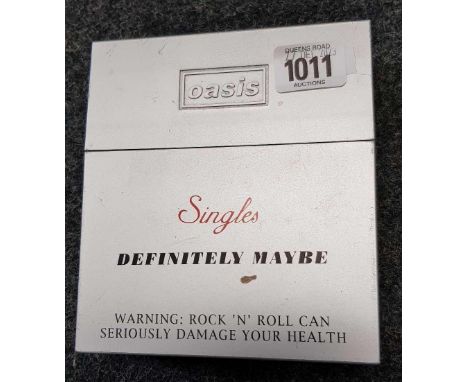 QUEENS ROAD
1011
AUCTIONS
oasis
Singles
DEFINITELY MAYBE
WARNING: ROCK 'N' ROLL CAN
SERIOUSLY DAMAGE YOUR HEALTH